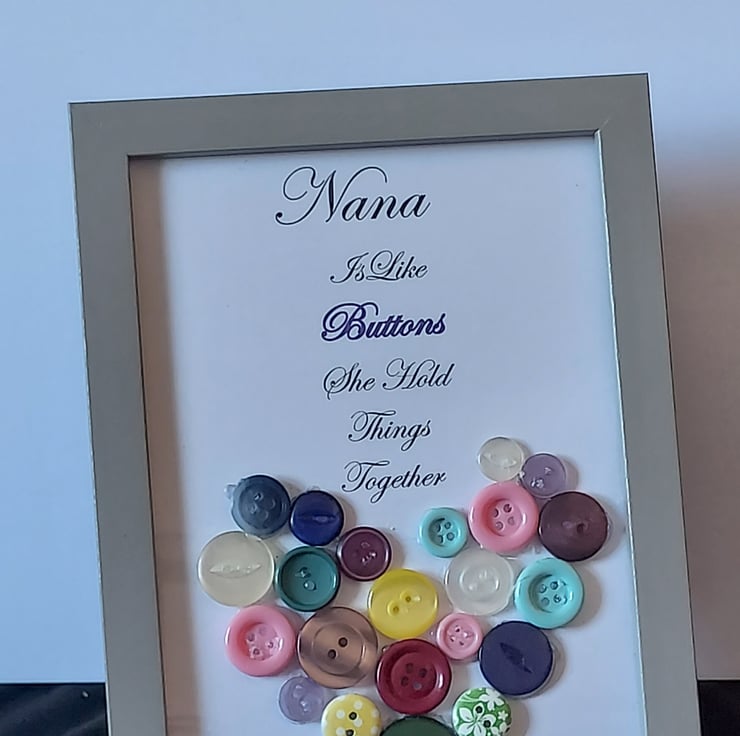 Nana
Is Like
Buttons
She Hold
Things
Together